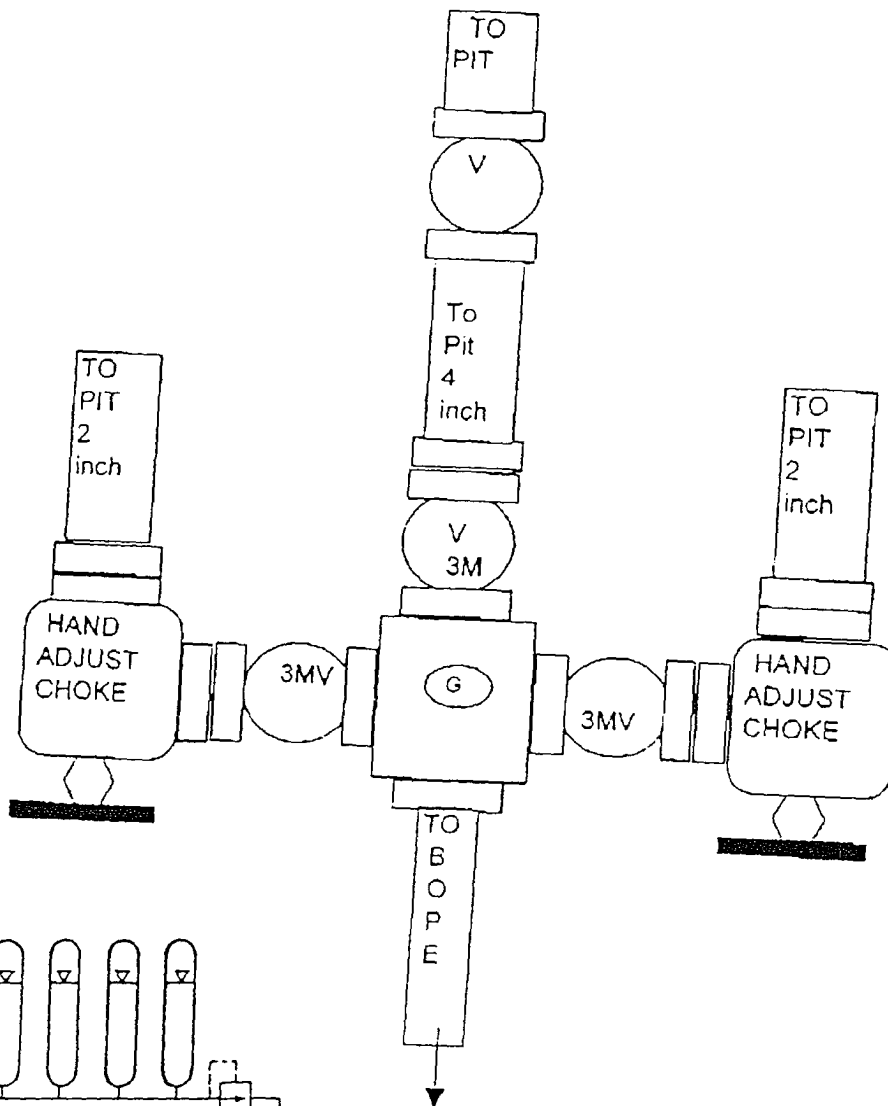 TO
PIT
V
To
Pit
4
inch
TO
PIT
2
inch
TO
PIT
2
inch
V
3M
HAND
ADJUST
CHOKE
3MV
G
3MV
HAND
ADJUST
CHOKE
TO
B
O
P
E